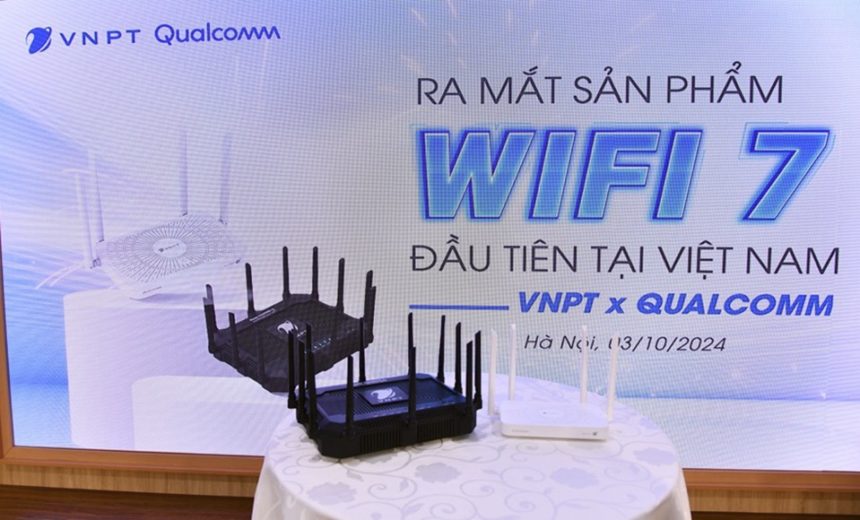 VNPT Qualcomm
RA MẮT SẢN PHẨM
WIFI 7
ĐẦU TIÊN TẠI VIỆT NAM
VNPT x QUALCOMM
Hà Nội, 03/10/2024
VNPT